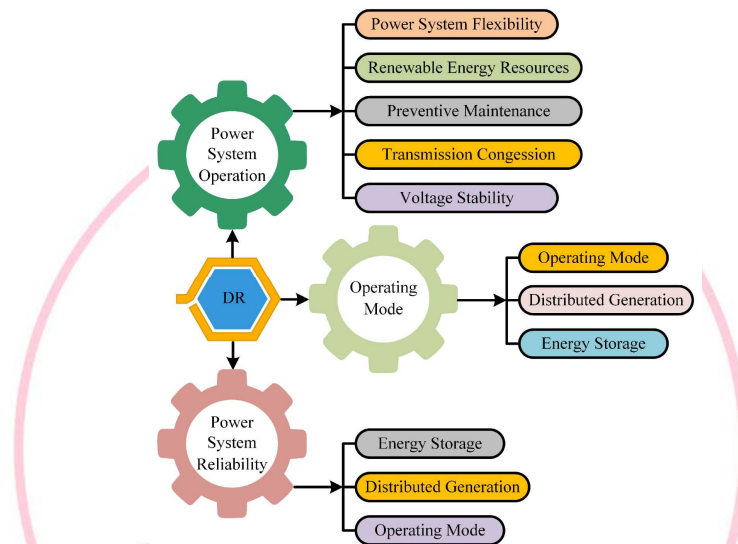 Power System Flexibility
Renewable Energy Resources
Preventive Maintenance
Transmission Congession
Voltage Stability
Power
System
Operation
DR
Operating
Mode
Operating Mode
Distributed Generation
Energy Storage
Power
System
Reliability
Energy Storage
Distributed Generation
Operating Mode